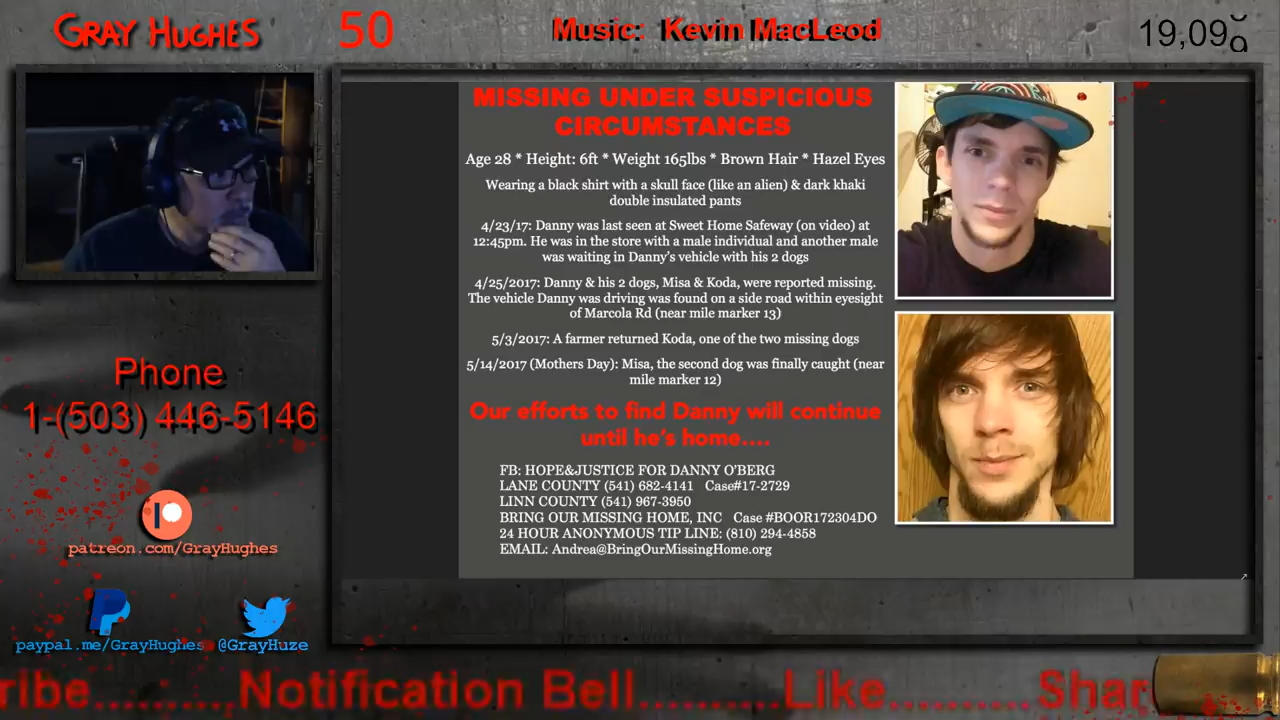 GRAY HUGHES
50
Music: Kevin MacLeod
19,09
MISSING UNDER SUSPICIOUS
CIRCUMSTANCES
Age 28 * Height: 6ft * Weight 165lbs * Brown Hair * Hazel Eyes
Wearing a black shirt with a skull face (like an alien) & dark khaki
double insulated pants
4/23/17: Danny was last seen at Sweet Home Safeway (on video) at
12:45pm. He was in the store with a male individual and another male
was waiting in Danny's vehicle with his 2 dogs
4/25/2017: Danny & his 2 dogs, Misa & Koda, were reported missing.
The vehicle Danny was driving was found on a side road within eyesight
of Marcola Rd (near mile marker 13)
5/3/2017: A farmer returned Koda, one of the two missing dogs
5/14/2017 (Mothers Day): Misa, the second dog was finally caught (near
mile marker 12)
Our efforts to find Danny will continue
until he's home....
FB: HOPE&JUSTICE FOR DANNY O'BERG
LANE COUNTY (541) 682-4141 Case#17-2729
LINN COUNTY (541) 967-3950
BRING OUR MISSING HOME, INC Case #BOOR172304DO
24 HOUR ANONYMOUS TIP LINE: (810) 294-4858
EMAIL: Andrea@BringOurMissingHome.org
Phone
1-(503) 446-5146
patreon.com/GrayHughes
paypal.me/GrayHughes @GrayHuze
ribe.........,Notification Bell.....,...Like.........Shar